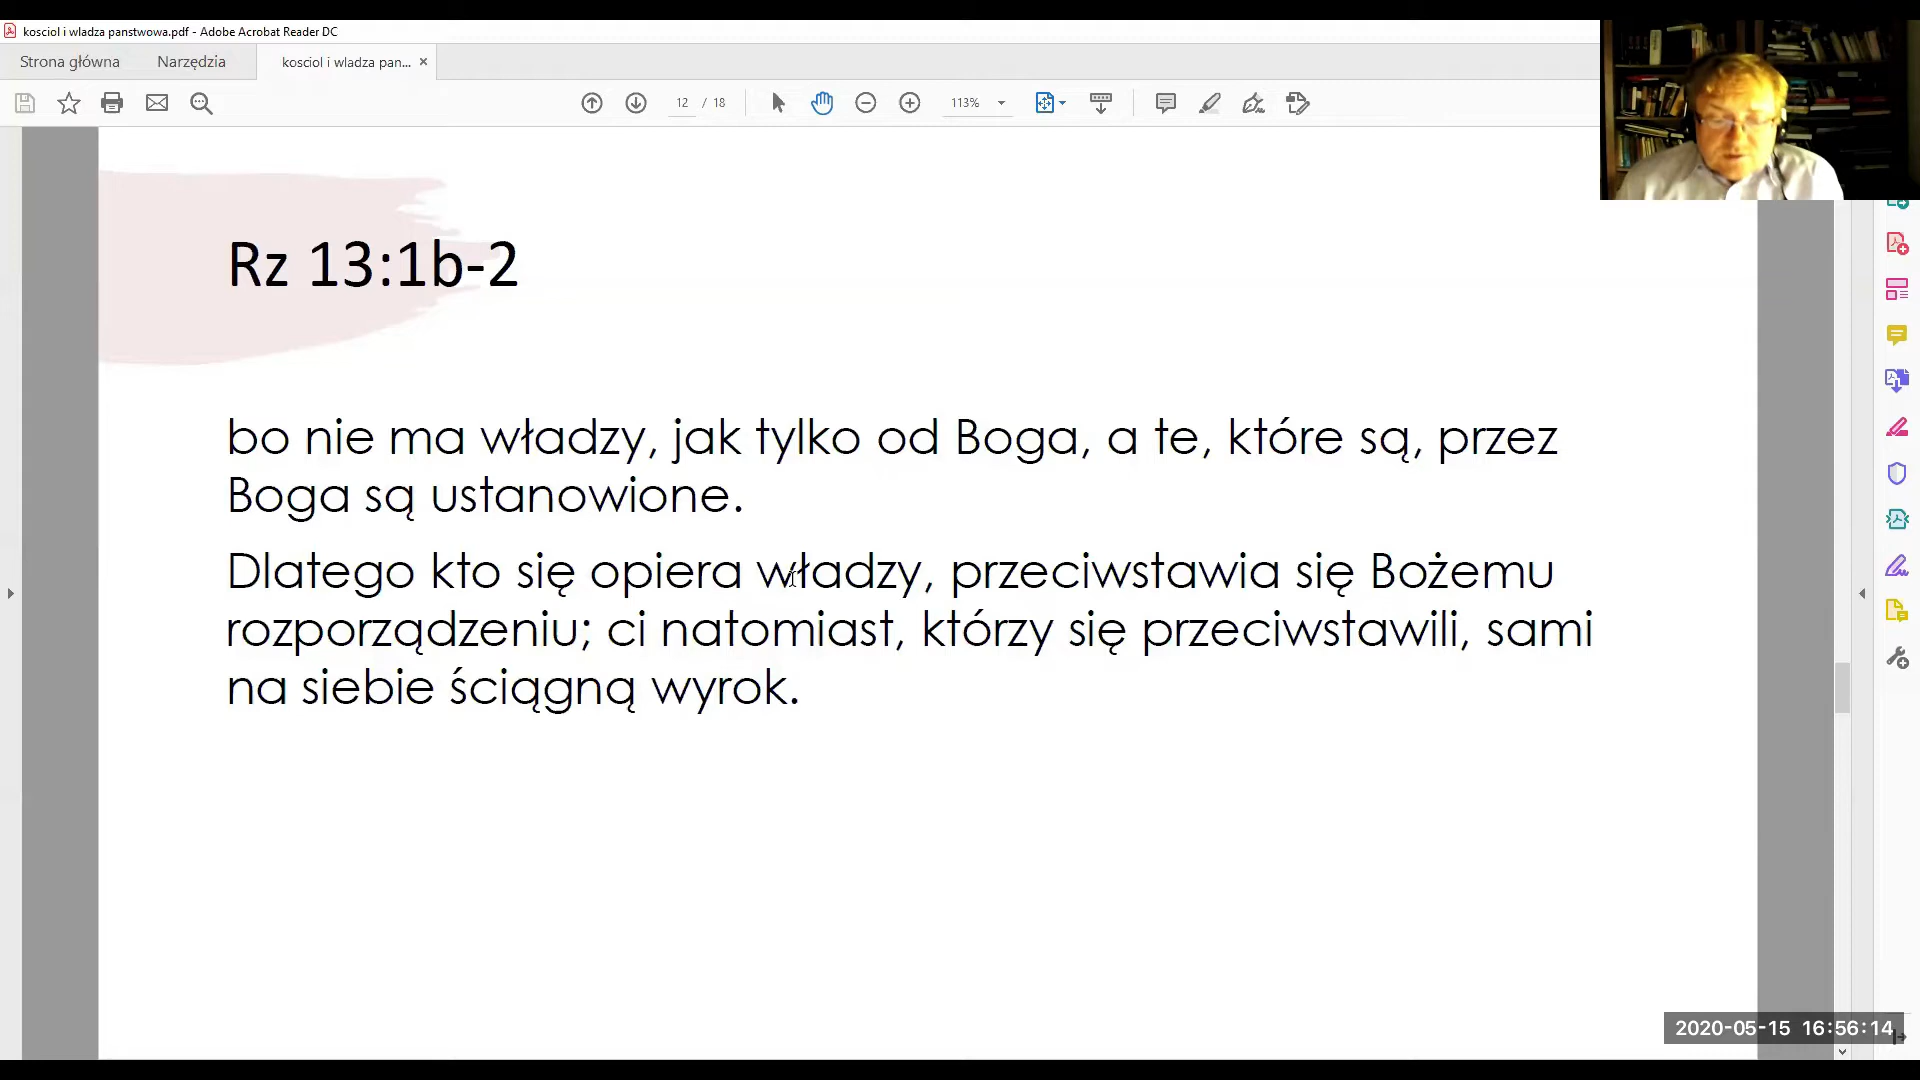 kosciol i wladza panstwowa.pdf - Adobe Acrobat Reader DC
Strona główna
Narzędzia
kosciol i wladza pan...
12 / 18
113%
Rz 13:1b-2
bo nie ma władzy, jak tylko od Boga, a te, które są, przez
Boga są ustanowione.
Dlatego kto się opiera władzy, przeciwstawia się Bożemu
rozporządzeniu; ci natomiast, którzy się przeciwstawili, sami
na siebie ściągną wyrok.
2020-05-15 16:56:14